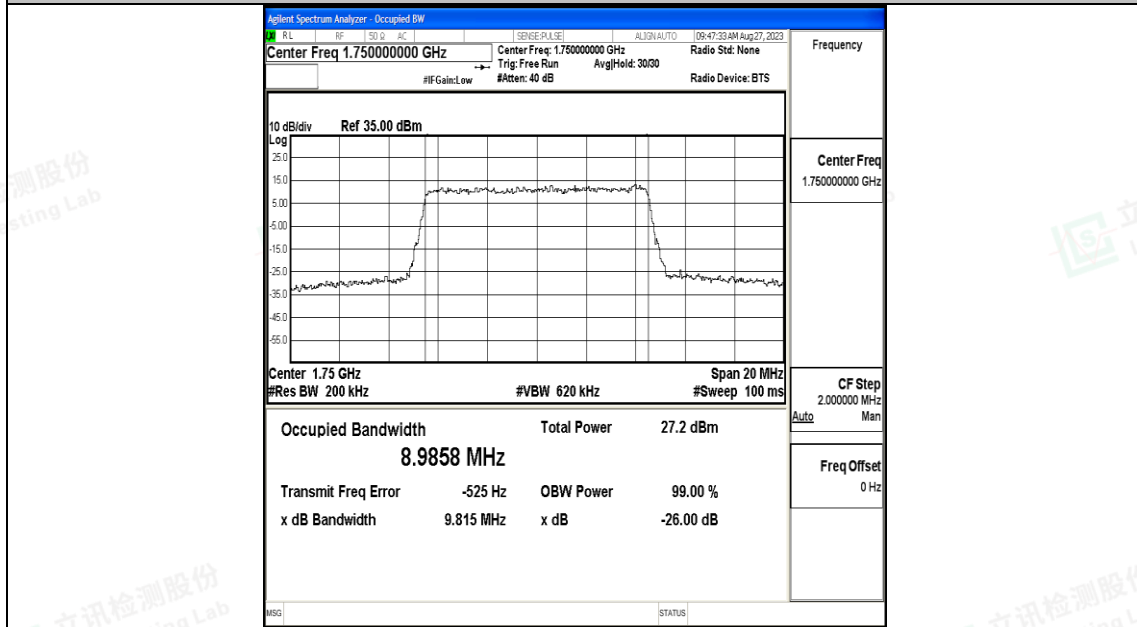 Agilent Spectrum Analyzer - Occupied BW
LXI RL RF 50 Ω AC SENSE:PULSE ALIGN AUTO 09:47:33 AM Aug 27, 2023
Center Freq 1.750000000 GHz
Center Freq: 1.750000000 GHz Radio Std: None
Trig: Free Run Avg|Hold: 30/30
#IFGain:Low #Atten: 40 dB Radio Device: BTS
Frequency
10 dB/div Ref 35.00 dBm
Log
25.0
15.0
5.00
-5.00
-15.0
-25.0
-35.0
-45.0
-55.0
Center 1.75 GHz Span 20 MHz
#Res BW 200 kHz #VBW 620 kHz #Sweep 100 ms
Occupied Bandwidth Total Power 27.2 dBm
8.9858 MHz
Transmit Freq Error -525 Hz OBW Power 99.00 %
x dB Bandwidth 9.815 MHz x dB -26.00 dB
Center Freq
1.750000000 GHz
CF Step
2.000000 MHz
Auto Man
Freq Offset
0 Hz
MSG STATUS
检测股份
esting Lab
LCS
立
立讯检测股份
ng Lab
立讯检测股份